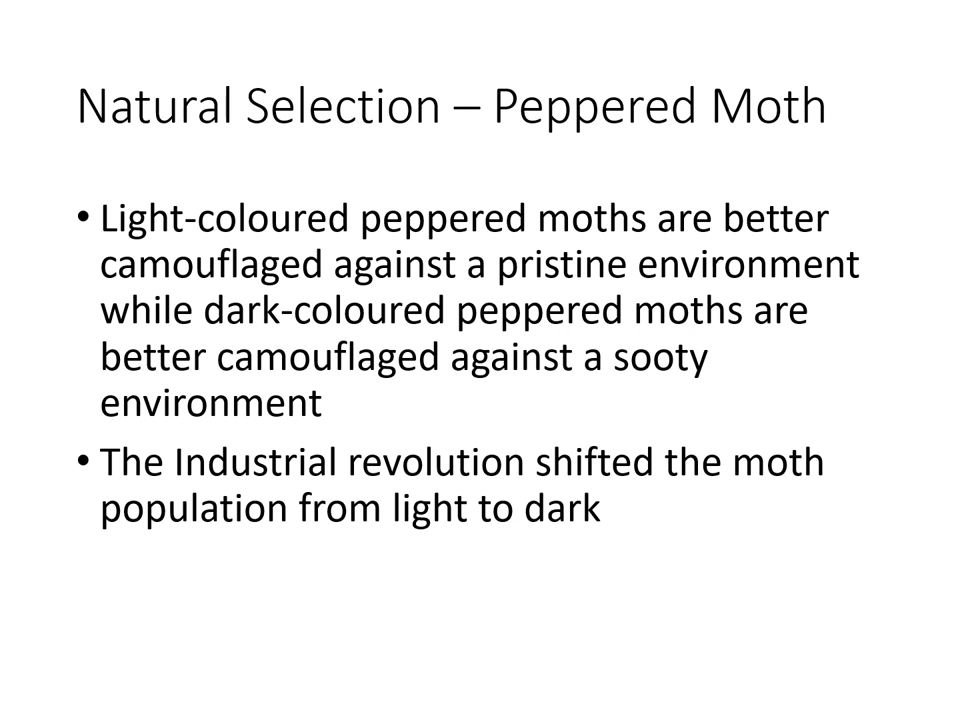 Natural Selection – Peppered Moth
• Light-coloured peppered moths are better
camouflaged against a pristine environment
while dark-coloured peppered moths are
better camouflaged against a sooty
environment
• The Industrial revolution shifted the moth
population from light to dark